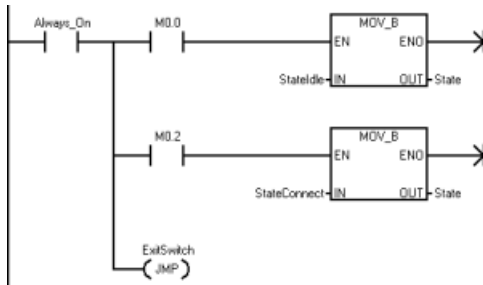 Always_On
M0.0
MOV_B
EN ENO
StateIdle IN OUT State
M0.2
MOV_B
EN ENO
StateConnect IN OUT State
ExitSwitch
JMP